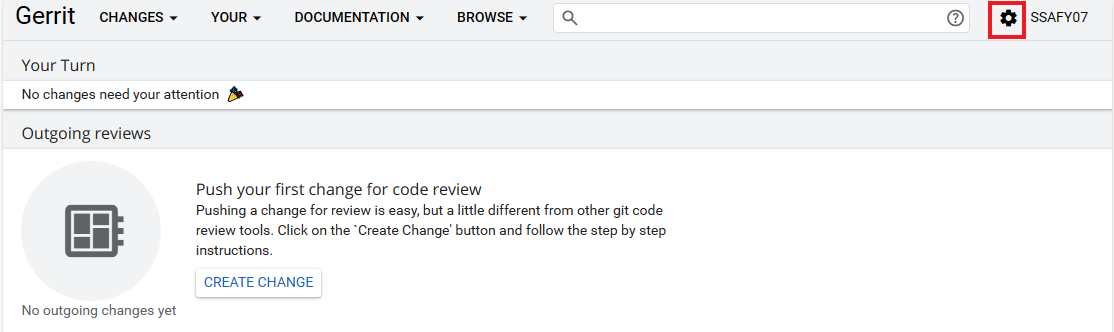 Gerrit CHANGES YOUR DOCUMENTATION BROWSE SSAFY07
Your Turn
No changes need your attention
Outgoing reviews
Push your first change for code review
Pushing a change for review is easy, but a little different from other git code
review tools. Click on the `Create Change' button and follow the step by step
instructions.
CREATE CHANGE
No outgoing changes yet